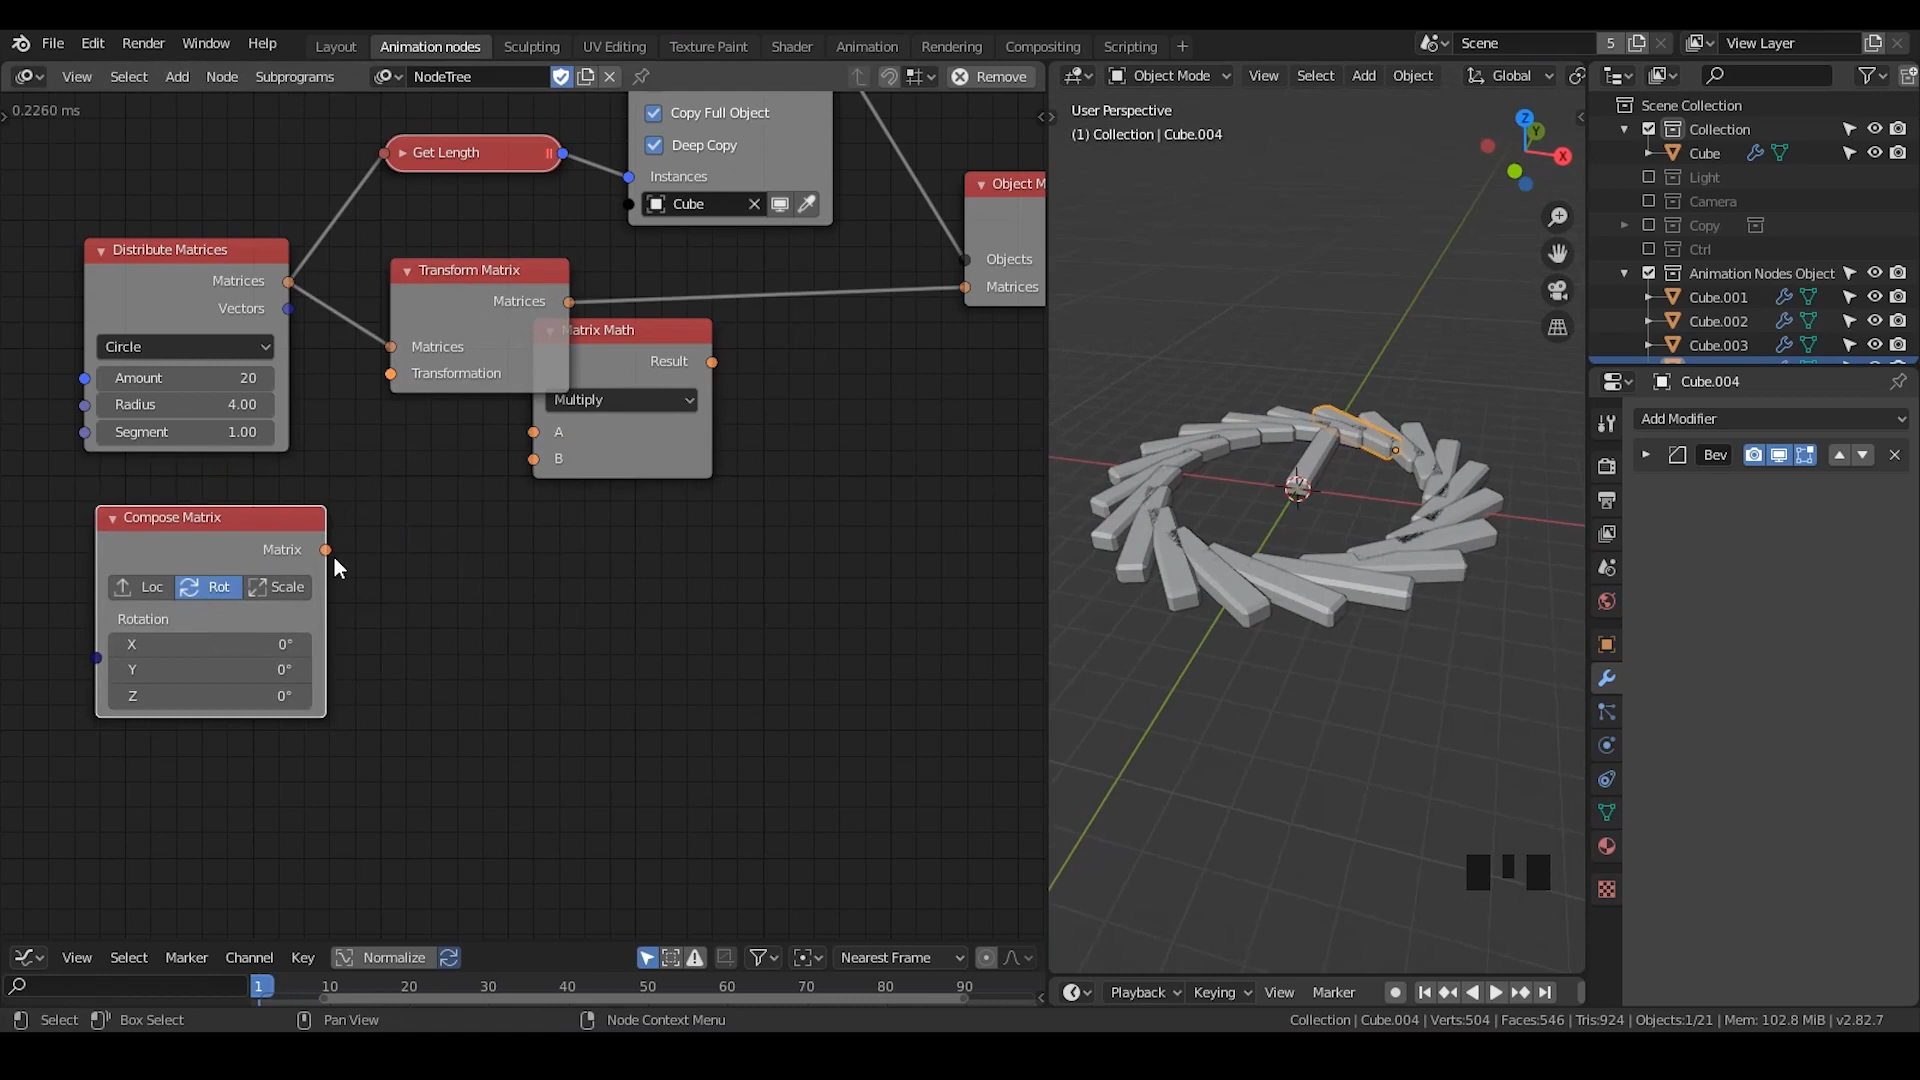 File Edit Render Window Help
Layout Animation nodes Sculpting UV Editing Texture Paint Shader Animation Rendering Compositing Scripting +
Scene 5 View Layer
View Select Add Node Subprograms NodeTree Remove
Object Mode View Select Add Object Global
0.2260 ms
Copy Full Object
Deep Copy
Instances
Cube
Get Length
Distribute Matrices
Matrices
Vectors
Circle
Amount 20
Radius 4.00
Segment 1.00
Transform Matrix
Matrices
Matrices
Transformation
Matrix Math
Result
Multiply
A
B
Object M
Objects
Matrices
Compose Matrix
Matrix
Loc Rot Scale
Rotation
X 0°
Y 0°
Z 0°
User Perspective
(1) Collection | Cube.004
Z
Y
X
Scene Collection
Collection
Cube
Light
Camera
Copy
Ctrl
Animation Nodes Object
Cube.001
Cube.002
Cube.003
Cube.004
Add Modifier
Bev
View Select Marker Channel Key Normalize Nearest Frame
1 10 20 30 40 50 60 70 80 90
Playback Keying View Marker
Select Box Select Pan View Node Context Menu
Collection | Cube.004 | Verts:504 | Faces:546 | Tris:924 | Objects:1/21 | Mem: 102.8 MiB | v2.82.7